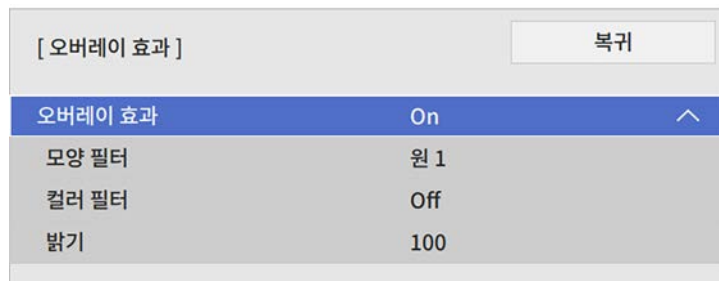 [ 오버레이 효과 ]
복귀
오버레이 효과 On
모양 필터 원 1
컬러 필터 Off
밝기 100